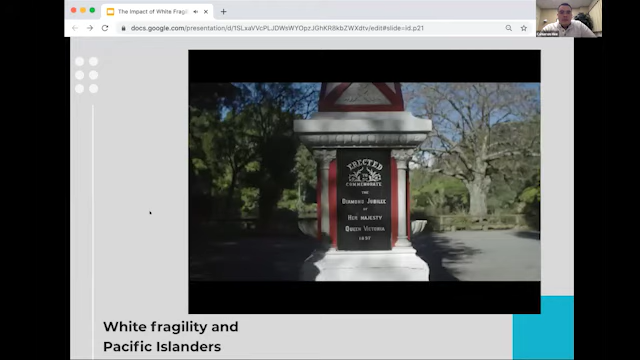 The Impact of White Fragili
docs.google.com/presentation/d/1SLxaVVcPLJDWnWYOpzJGhKR8kbZWXdtv/edit#slide=id.p21
ERECTED
COMMEMORATE
THE
DIAMOND JUBILEE
OF
HER MAJESTY
QUEEN VICTORIA
1897
White fragility and
Pacific Islanders